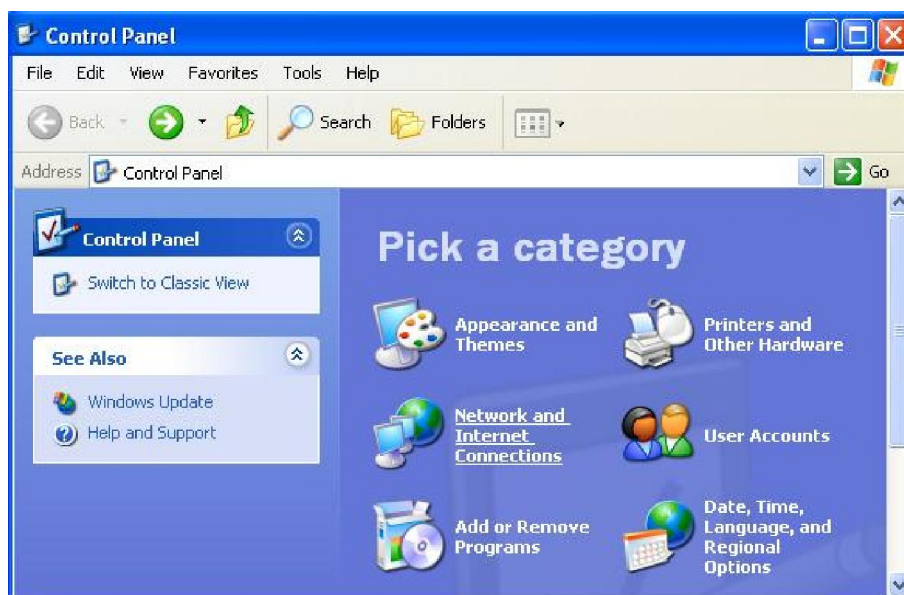 Control Panel
File Edit View Favorites Tools Help
Back Search Folders
Address Control Panel Go
Control Panel
Switch to Classic View
See Also
Windows Update
Help and Support
Pick a category
Appearance and
Themes
Printers and
Other Hardware
Network and
Internet
Connections
User Accounts
Add or Remove
Programs
Date, Time,
Language, and
Regional
Options